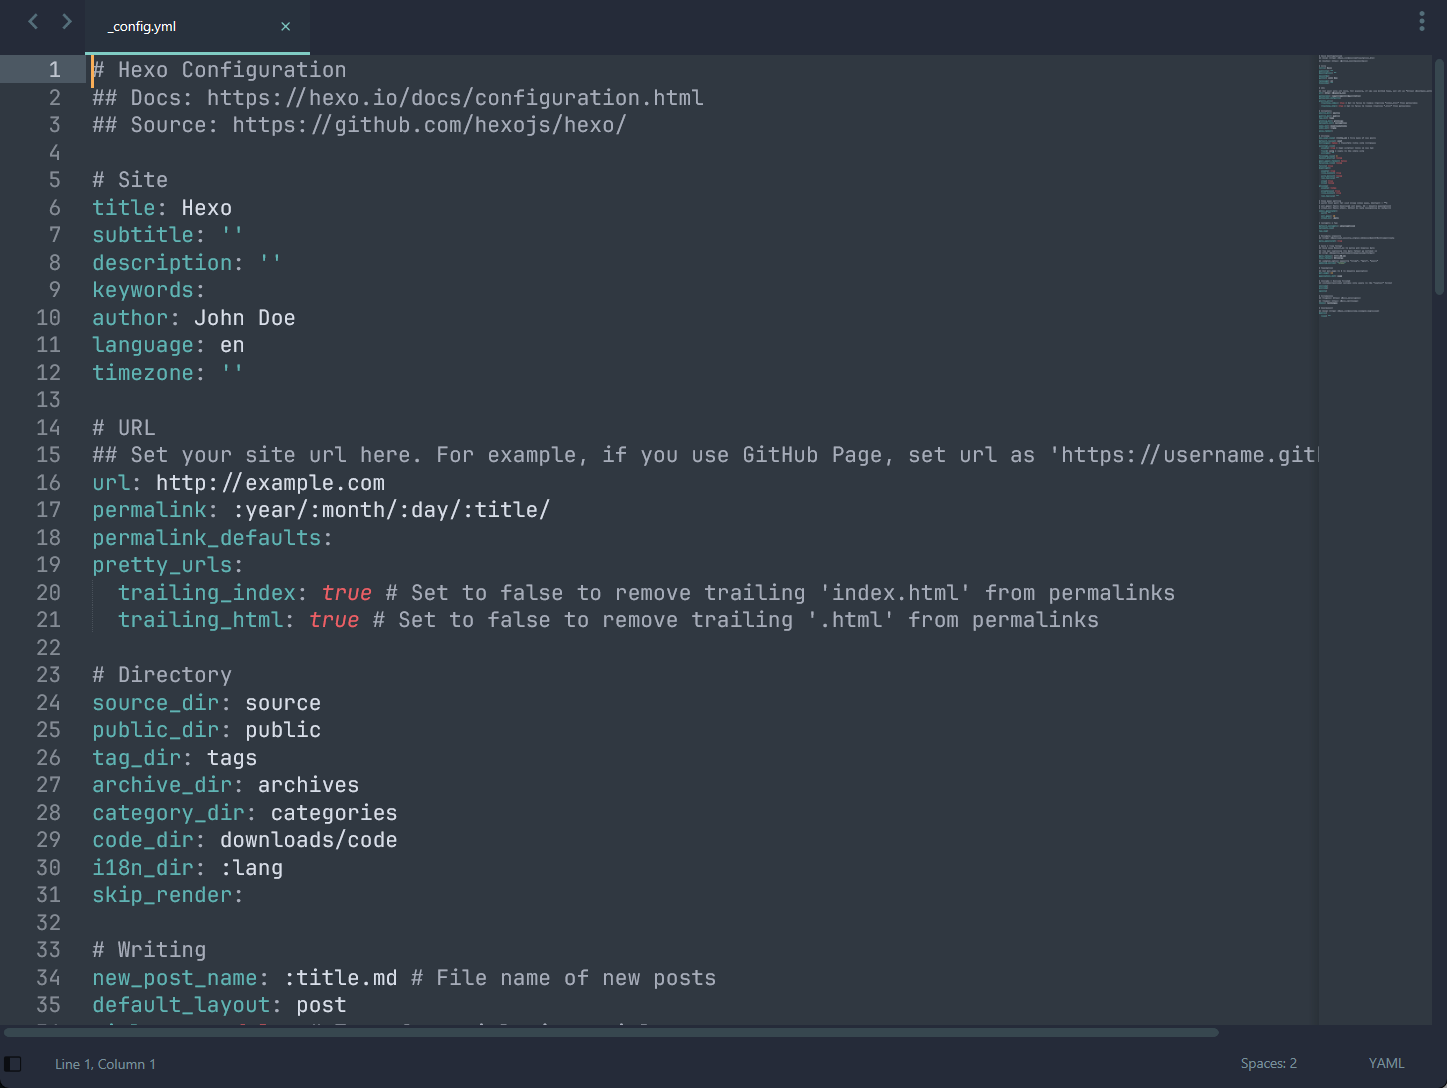 _config.yml
1 # Hexo Configuration
2 ## Docs: https://hexo.io/docs/configuration.html
3 ## Source: https://github.com/hexojs/hexo/
4
5 # Site
6 title: Hexo
7 subtitle: ''
8 description: ''
9 keywords:
10 author: John Doe
11 language: en
12 timezone: ''
13
14 # URL
15 ## Set your site url here. For example, if you use GitHub Page, set url as 'https://username.git
16 url: http://example.com
17 permalink: :year/:month/:day/:title/
18 permalink_defaults:
19 pretty_urls:
20   trailing_index: true # Set to false to remove trailing 'index.html' from permalinks
21   trailing_html: true # Set to false to remove trailing '.html' from permalinks
22
23 # Directory
24 source_dir: source
25 public_dir: public
26 tag_dir: tags
27 archive_dir: archives
28 category_dir: categories
29 code_dir: downloads/code
30 i18n_dir: :lang
31 skip_render:
32
33 # Writing
34 new_post_name: :title.md # File name of new posts
35 default_layout: post
Line 1, Column 1
Spaces: 2
YAML